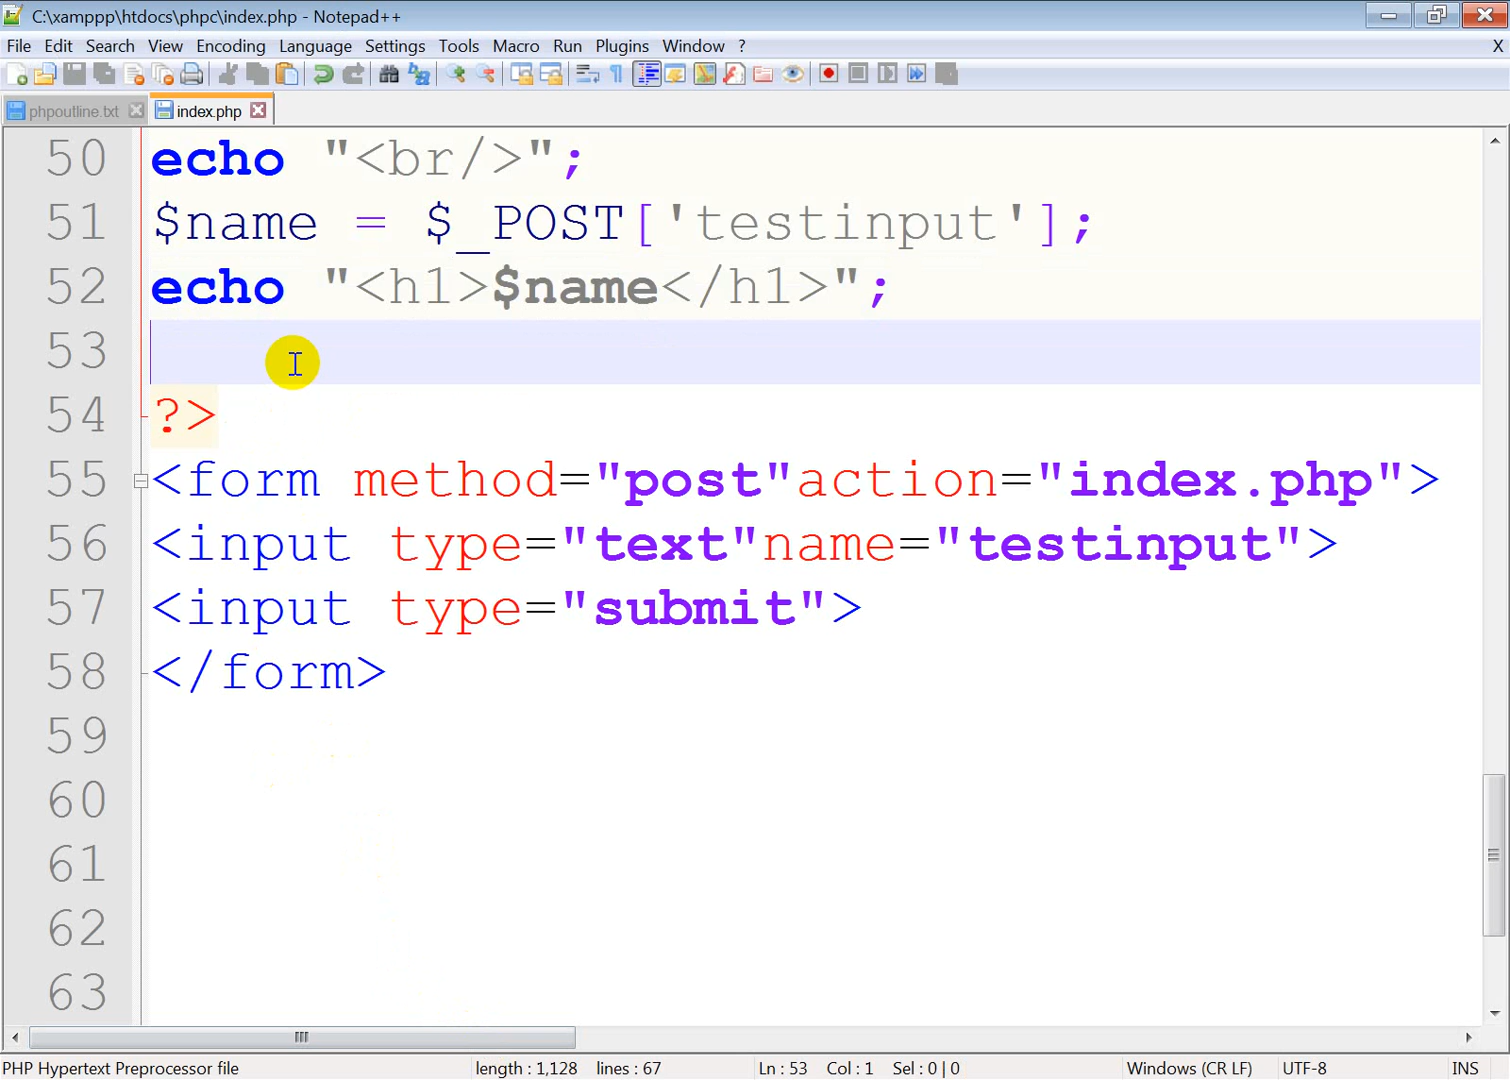 C:\xamppp\htdocs\phpc\index.php - Notepad++
File Edit Search View Encoding Language Settings Tools Macro Run Plugins Window ? X
phpoutline.txt index.php
50 echo "<br/>";
51 $name = $_POST['testinput'];
52 echo "<h1>$name</h1>";
53
54 ?>
55 <form method="post"action="index.php">
56 <input type="text"name="testinput">
57 <input type="submit">
58 </form>
59
60
61
62
63
PHP Hypertext Preprocessor file length : 1,128 lines : 67 Ln : 53 Col : 1 Sel : 0 | 0 Windows (CR LF) UTF-8 INS